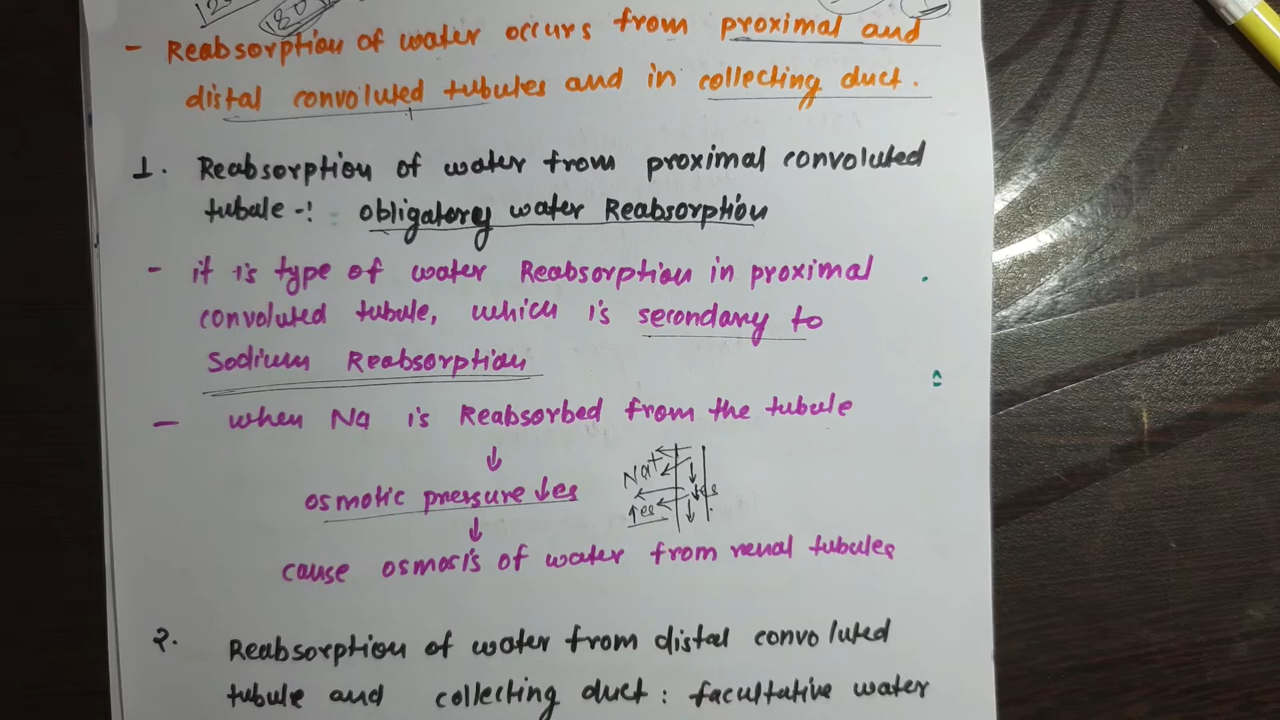 - Reabsorption of water occurs from proximal and
distal convoluted tubules and in collecting duct.
1. Reabsorption of water from proximal convoluted
tubule -: obligatory water Reabsorption
- it is type of water Reabsorption in proximal
convoluted tubule, which is secondary to
Sodium Reabsorption
- when Na is Reabsorbed from the tubule
↓
osmotic pressure ↓es
Na+
↓es
↑es
↓
cause osmosis of water from renal tubules
2. Reabsorption of water from distal convoluted
tubule and collecting duct : facultative water